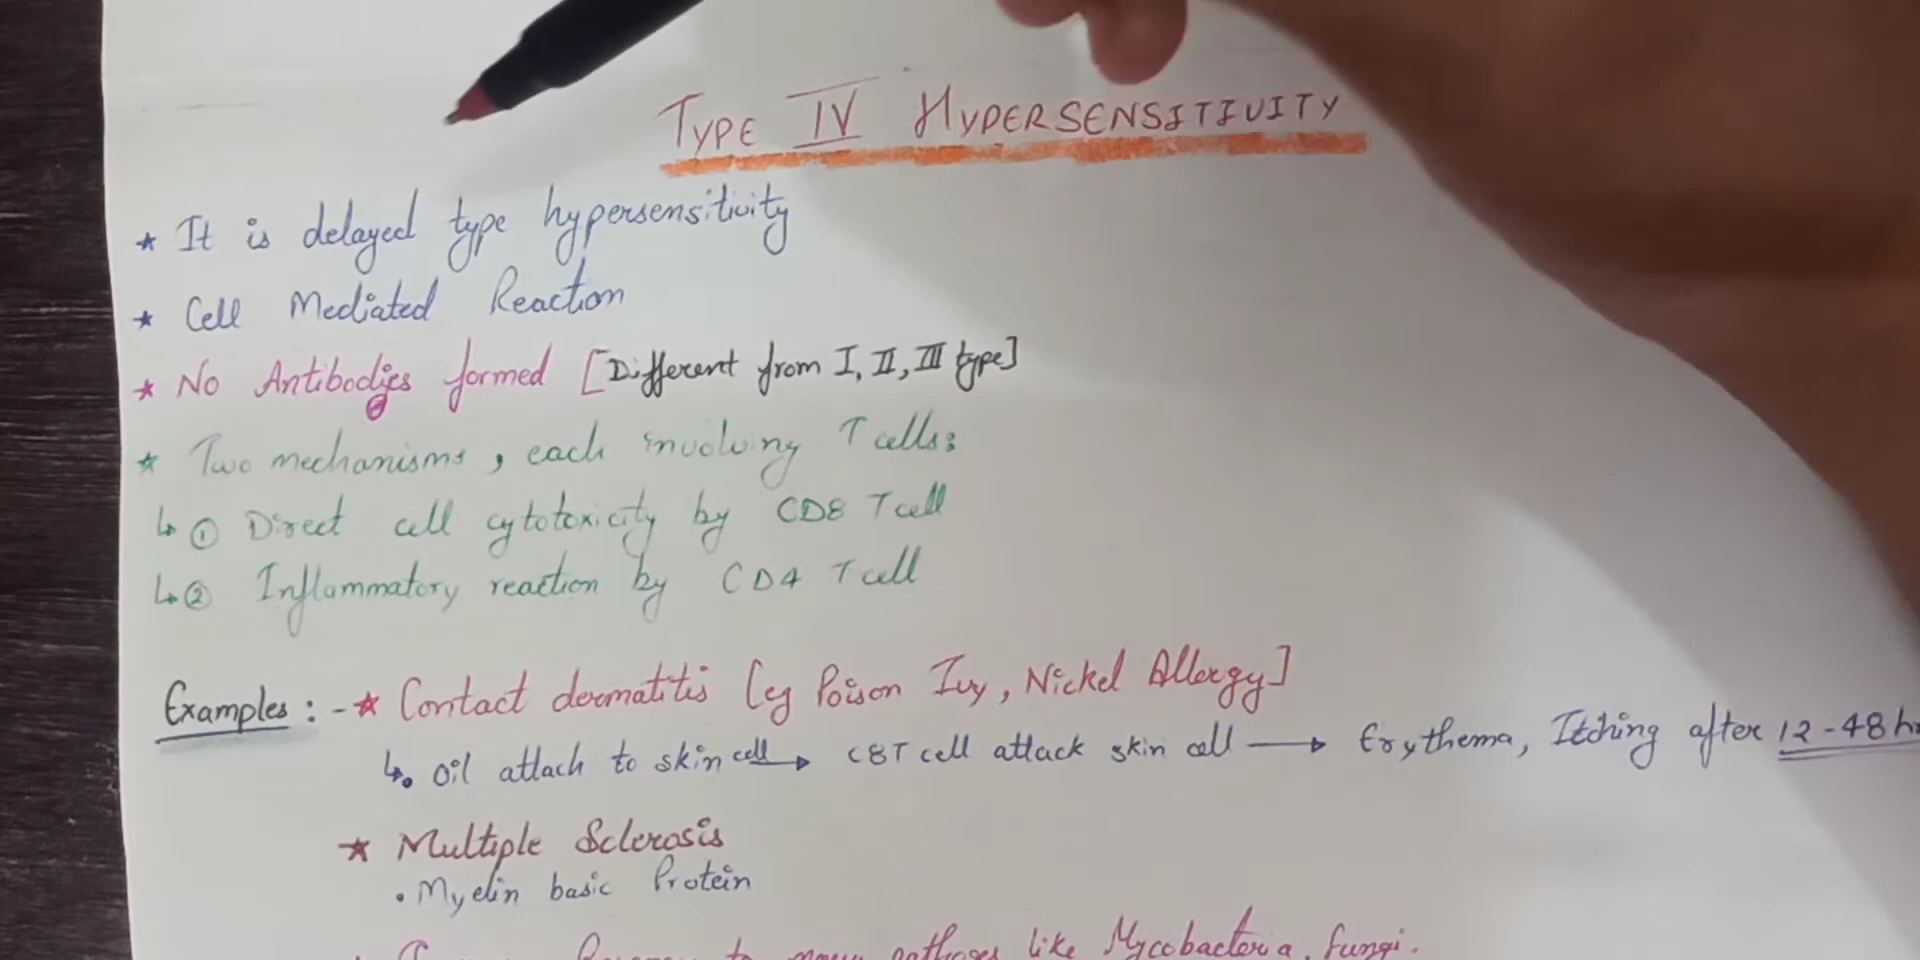 TYPE IV HYPERSENSITIVITY
★ It is delayed type hypersensitivity
★ Cell Mediated Reaction
★ No Antibodies formed [Different from I, II, III type]
★ Two mechanisms, each involving T cells:
↳ ① Direct cell cytotoxicity by CD8 T cell
↳ ② Inflammatory reaction by CD4 T cell
Examples :- ★ Contact dermatitis [eg Poison Ivy, Nickel Allergy]
↳. Oil attach to skin cell → C8T cell attack skin cell → Erythema, Itching after 12-48 h
★ Multiple Sclerosis
• Myelin basic Protein
to many like Mycobacteria, fungi.